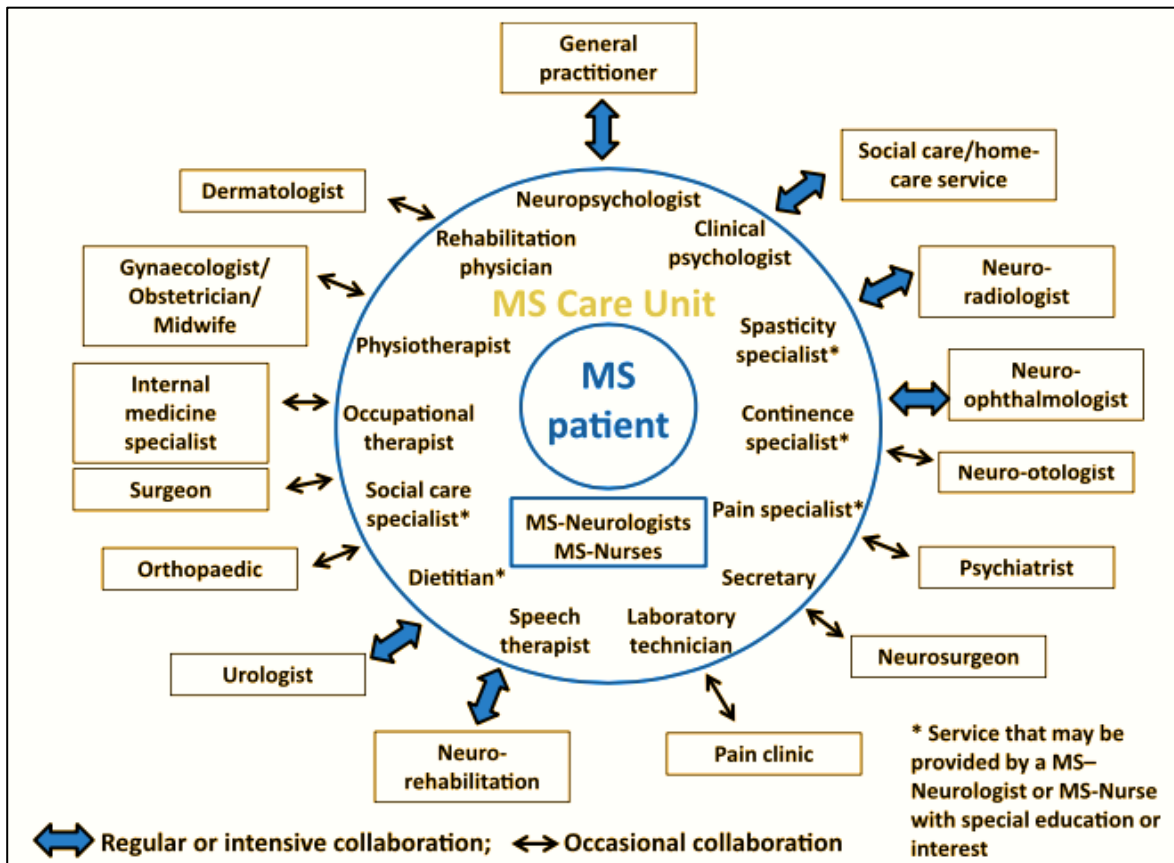 General
practitioner
Social care/home-
care service
Dermatologist
Neuropsychologist
Clinical
psychologist
Rehabilitation
physician
Gynaecologist/
Obstetrician/
Midwife
Neuro-
radiologist
MS Care Unit
Physiotherapist
Spasticity
specialist*
MS
patient
Internal
medicine
specialist
Occupational
therapist
Continence
specialist*
Neuro-
ophthalmologist
Surgeon
Social care
specialist*
Neuro-otologist
MS-Neurologists
MS-Nurses
Pain specialist*
Orthopaedic
Dietitian*
Secretary
Psychiatrist
Speech
therapist
Laboratory
technician
Urologist
Neurosurgeon
Neuro-
rehabilitation
Pain clinic
* Service that may be
provided by a MS–
Neurologist or MS-Nurse
with special education or
interest
Regular or intensive collaboration;
Occasional collaboration